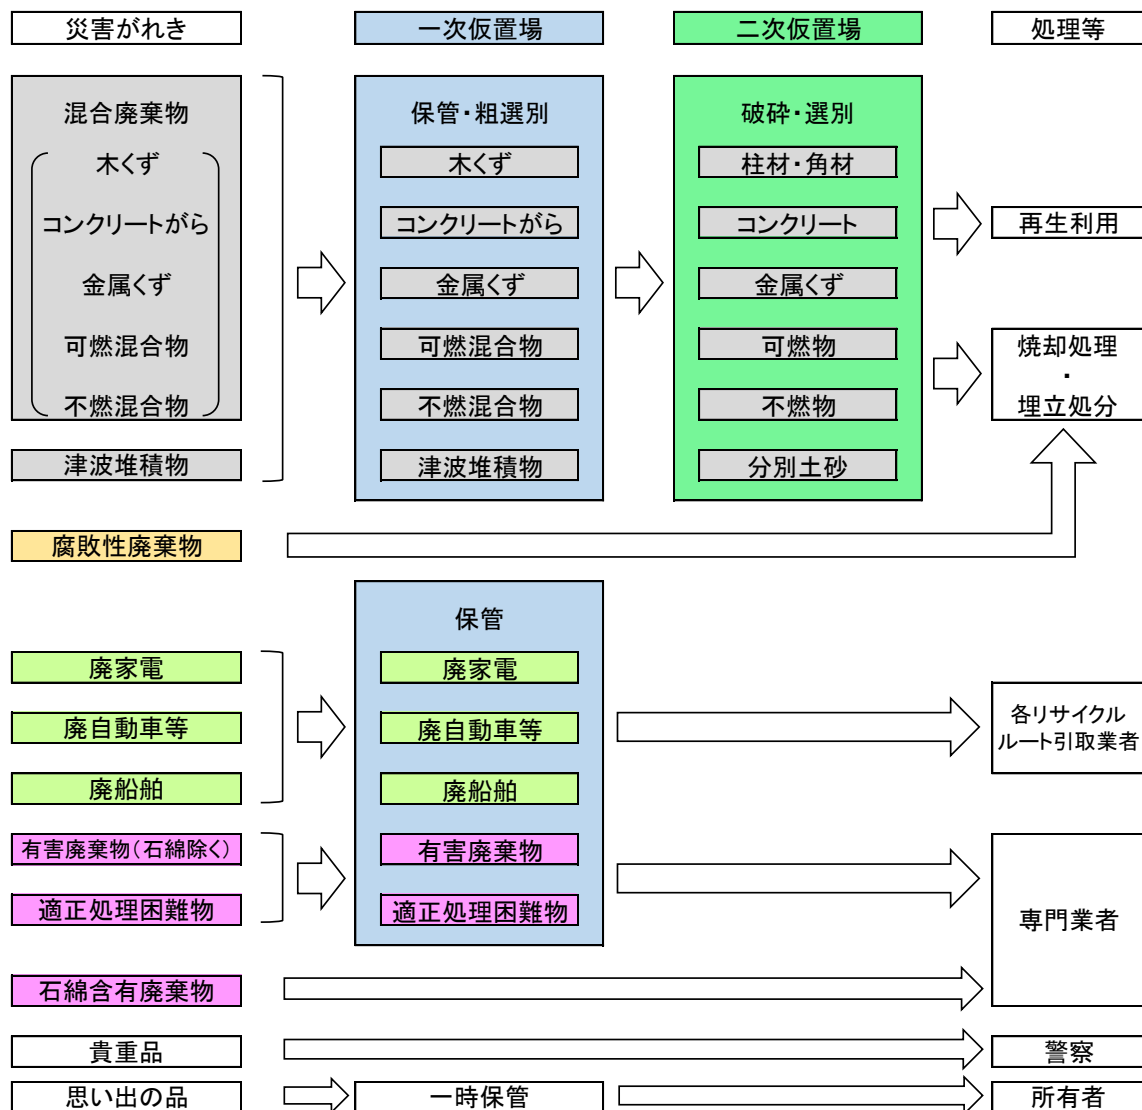 災害がれき
一次仮置場
二次仮置場
処理等
混合廃棄物
木くず
コンクリートがら
金属くず
可燃混合物
不燃混合物
津波堆積物
保管・粗選別
木くず
コンクリートがら
金属くず
可燃混合物
不燃混合物
津波堆積物
破砕・選別
柱材・角材
コンクリート
金属くず
可燃物
不燃物
分別土砂
再生利用
焼却処理
・
埋立処分
腐敗性廃棄物
廃家電
廃自動車等
廃船舶
有害廃棄物（石綿除く）
適正処理困難物
保管
廃家電
廃自動車等
廃船舶
有害廃棄物
適正処理困難物
各リサイクル
ルート引取業者
専門業者
石綿含有廃棄物
貴重品
警察
思い出の品
一時保管
所有者